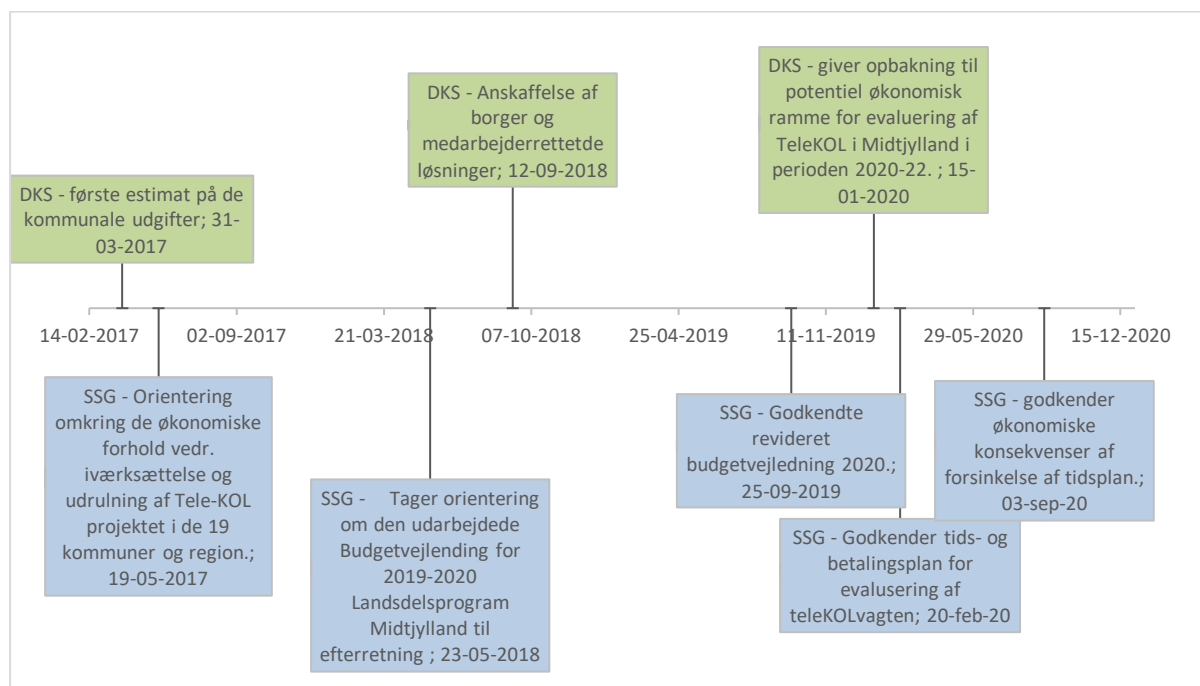 DKS - første estimat på de
kommunale udgifter; 31-
03-2017
DKS - Anskaffelse af
borger og
medarbejderrettetde
løsninger; 12-09-2018
DKS - giver opbakning til
potentiel økonomisk
ramme for evaluering af
TeleKOL i Midtjylland i
perioden 2020-22. ; 15-
01-2020
14-02-2017
02-09-2017
21-03-2018
07-10-2018
25-04-2019
11-11-2019
29-05-2020
15-12-2020
SSG - Orientering
omkring de økonomiske
forhold vedr.
iværksættelse og
udrulning af Tele-KOL
projektet i de 19
kommuner og region.;
19-05-2017
SSG - Tager orientering
om den udarbejdede
Budgetvejlending for
2019-2020
Landsdelsprogram
Midtjylland til
efterretning ; 23-05-2018
SSG - Godkendte
revideret
budgetvejledning 2020.;
25-09-2019
SSG - Godkender tids- og
betalingsplan for
evalusering af
teleKOLvagten; 20-feb-20
SSG - godkender
økonomiske
konsekvenser af
forsinkelse af tidsplan.;
03-sep-20